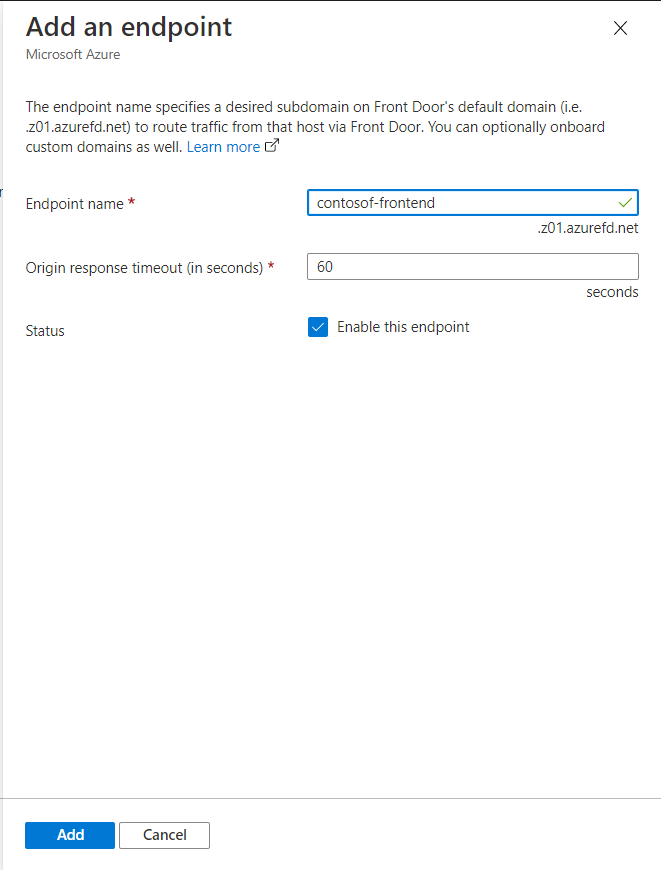 Add an endpoint
Microsoft Azure
The endpoint name specifies a desired subdomain on Front Door's default domain (i.e.
.z01.azurefd.net) to route traffic from that host via Front Door. You can optionally onboard
custom domains as well. Learn more
Endpoint name *
contosof-frontend
.z01.azurefd.net
Origin response timeout (in seconds) *
60
seconds
Status
Enable this endpoint
Add
Cancel